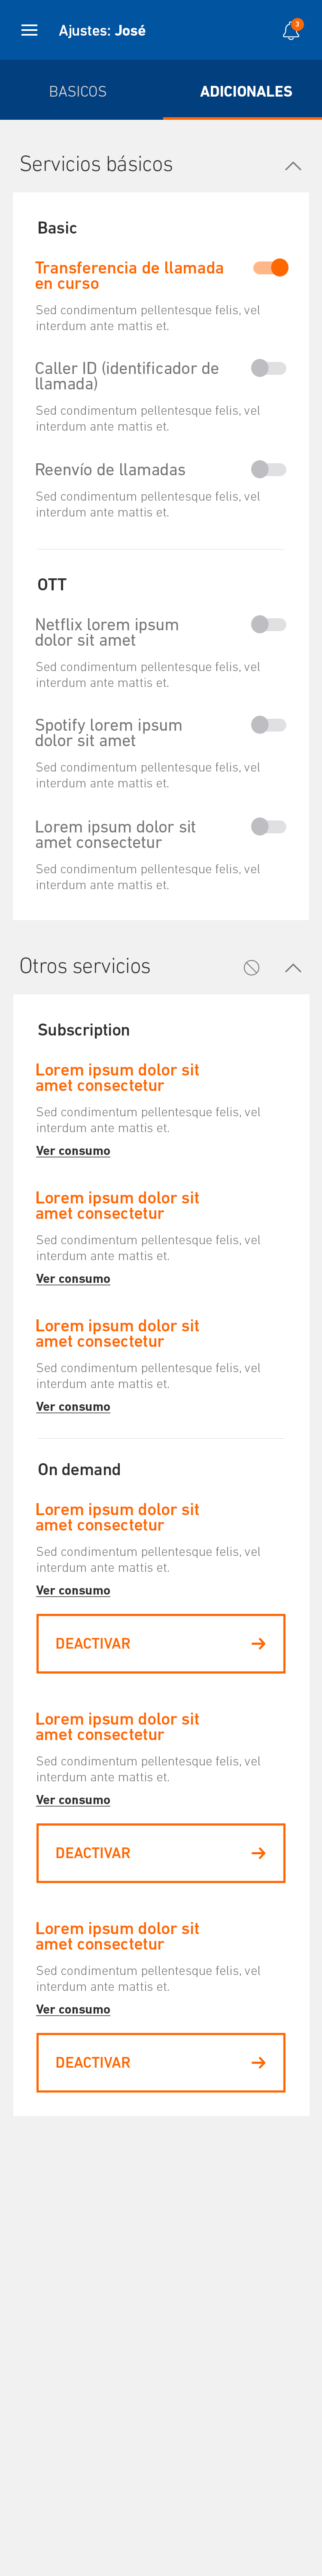 Ajustes: José
3
BASICOS
ADICIONALES
Servicios básicos
Basic
Transferencia de llamada
en curso
Sed condimentum pellentesque felis, vel
interdum ante mattis et.
Caller ID (identificador de
llamada)
Sed condimentum pellentesque felis, vel
interdum ante mattis et.
Reenvío de llamadas
Sed condimentum pellentesque felis, vel
interdum ante mattis et.
OTT
Netflix lorem ipsum
dolor sit amet
Sed condimentum pellentesque felis, vel
interdum ante mattis et.
Spotify lorem ipsum
dolor sit amet
Sed condimentum pellentesque felis, vel
interdum ante mattis et.
Lorem ipsum dolor sit
amet consectetur
Sed condimentum pellentesque felis, vel
interdum ante mattis et.
Otros servicios
Subscription
Lorem ipsum dolor sit
amet consectetur
Sed condimentum pellentesque felis, vel
interdum ante mattis et.
Ver consumo
Lorem ipsum dolor sit
amet consectetur
Sed condimentum pellentesque felis, vel
interdum ante mattis et.
Ver consumo
Lorem ipsum dolor sit
amet consectetur
Sed condimentum pellentesque felis, vel
interdum ante mattis et.
Ver consumo
On demand
Lorem ipsum dolor sit
amet consectetur
Sed condimentum pellentesque felis, vel
interdum ante mattis et.
Ver consumo
DEACTIVAR
Lorem ipsum dolor sit
amet consectetur
Sed condimentum pellentesque felis, vel
interdum ante mattis et.
Ver consumo
DEACTIVAR
Lorem ipsum dolor sit
amet consectetur
Sed condimentum pellentesque felis, vel
interdum ante mattis et.
Ver consumo
DEACTIVAR